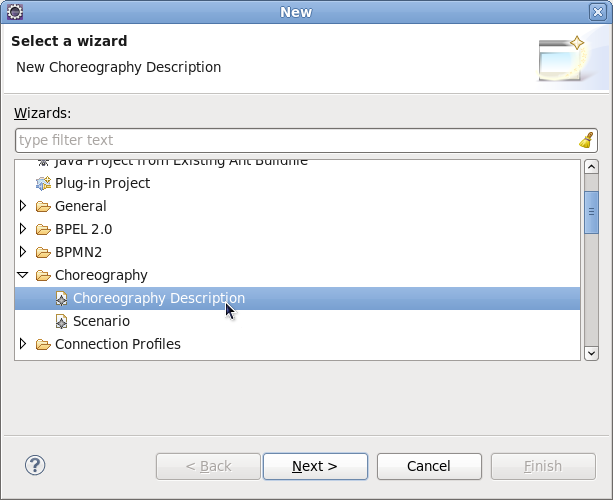 New
Select a wizard
New Choreography Description
Wizards:
type filter text
Java Project from Existing Ant Buildfile
Plug-in Project
General
BPEL 2.0
BPMN2
Choreography
Choreography Description
Scenario
Connection Profiles
?
< Back
Next >
Cancel
Finish